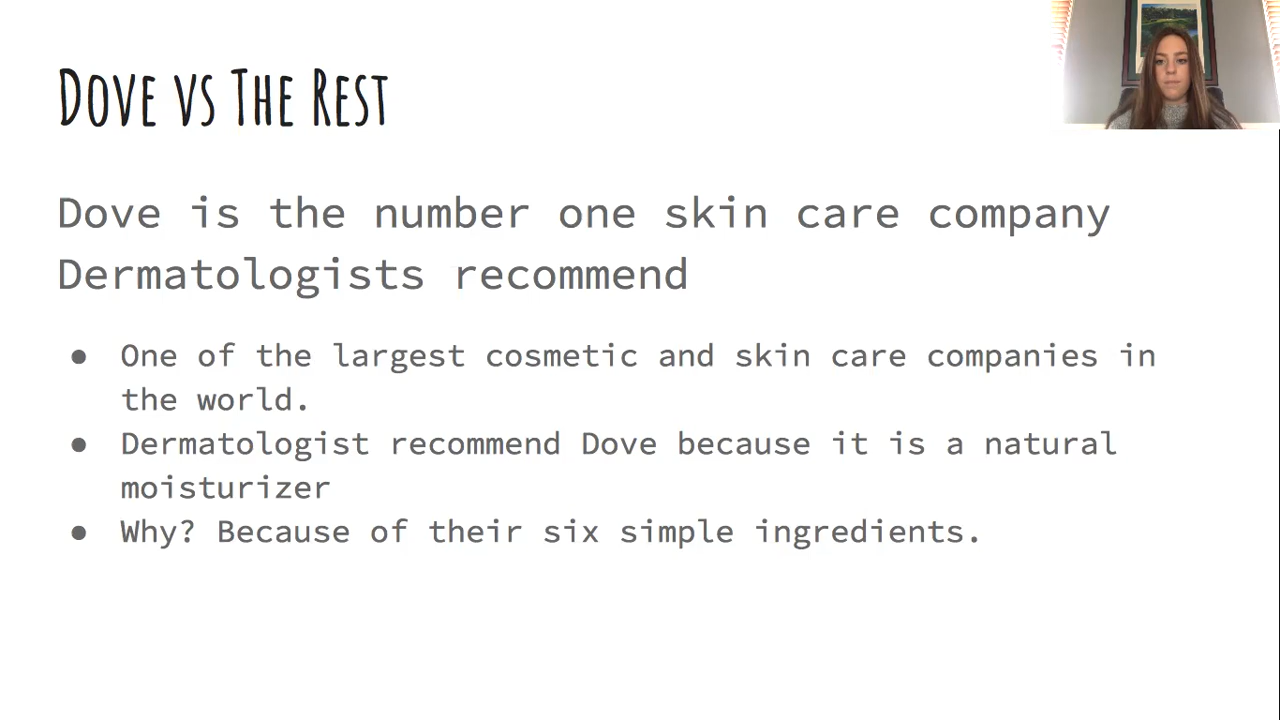 Dove vs The Rest
Dove is the number one skin care company
Dermatologists recommend
● One of the largest cosmetic and skin care companies in
the world.
● Dermatologist recommend Dove because it is a natural
moisturizer
● Why? Because of their six simple ingredients.